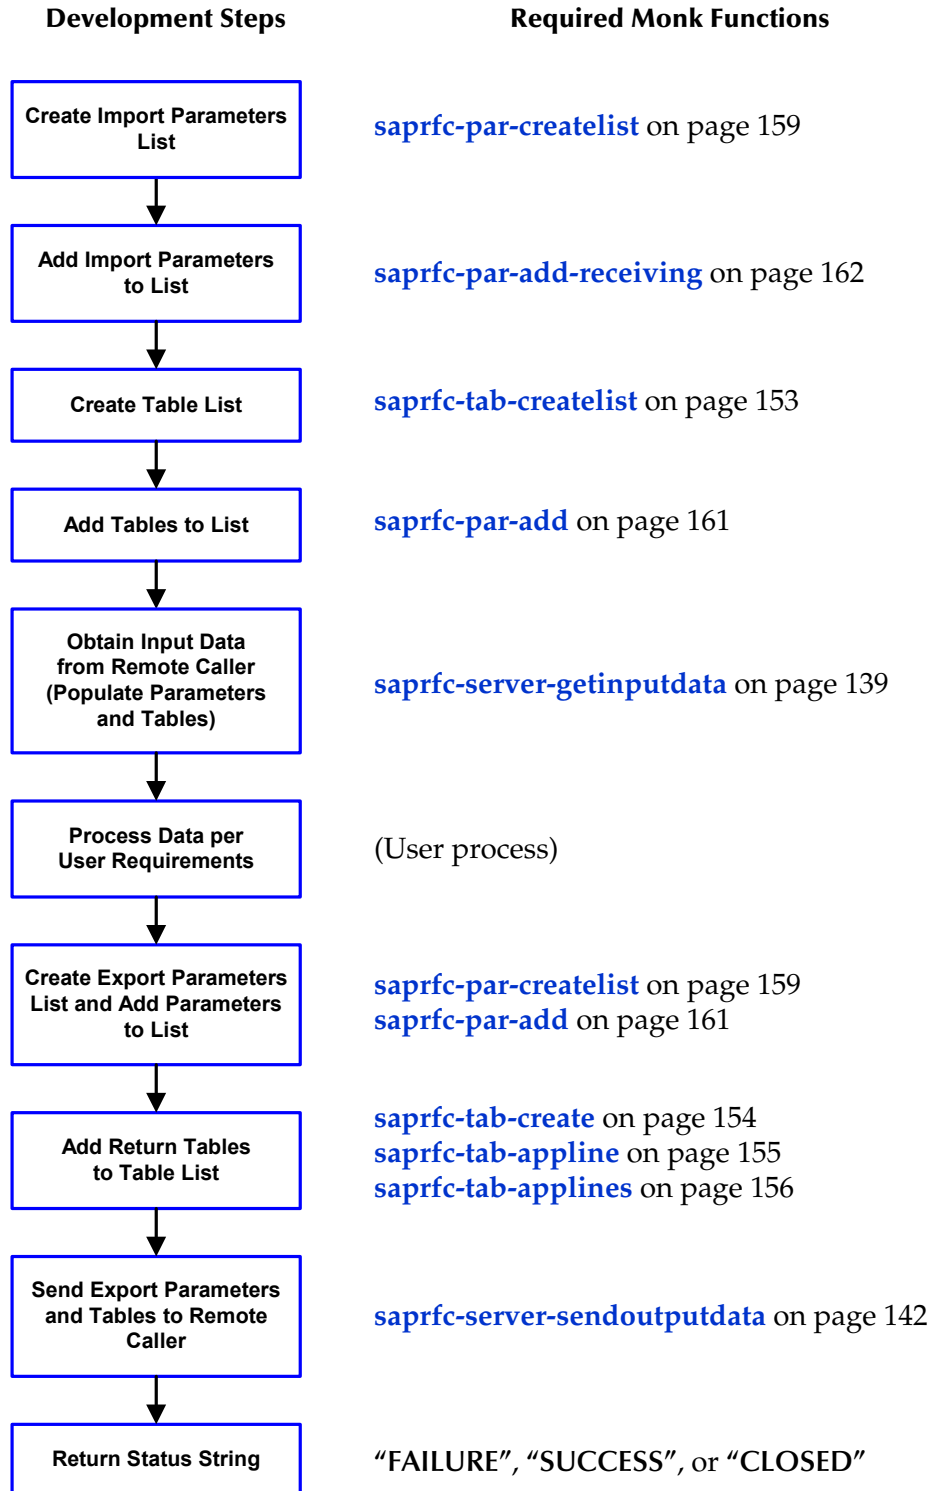 Development Steps Required Monk Functions
Create Import Parameters
List
saprfc-par-createlist on page 159
Add Import Parameters
to List
saprfc-par-add-receiving on page 162
Create Table List
saprfc-tab-createlist on page 153
Add Tables to List
saprfc-par-add on page 161
Obtain Input Data
from Remote Caller
(Populate Parameters
and Tables)
saprfc-server-getinputdata on page 139
Process Data per
User Requirements
(User process)
Create Export Parameters
List and Add Parameters
to List
saprfc-par-createlist on page 159
saprfc-par-add on page 161
Add Return Tables
to Table List
saprfc-tab-create on page 154
saprfc-tab-appline on page 155
saprfc-tab-applines on page 156
Send Export Parameters
and Tables to Remote
Caller
saprfc-server-sendoutputdata on page 142
Return Status String
“FAILURE”, “SUCCESS”, or “CLOSED”